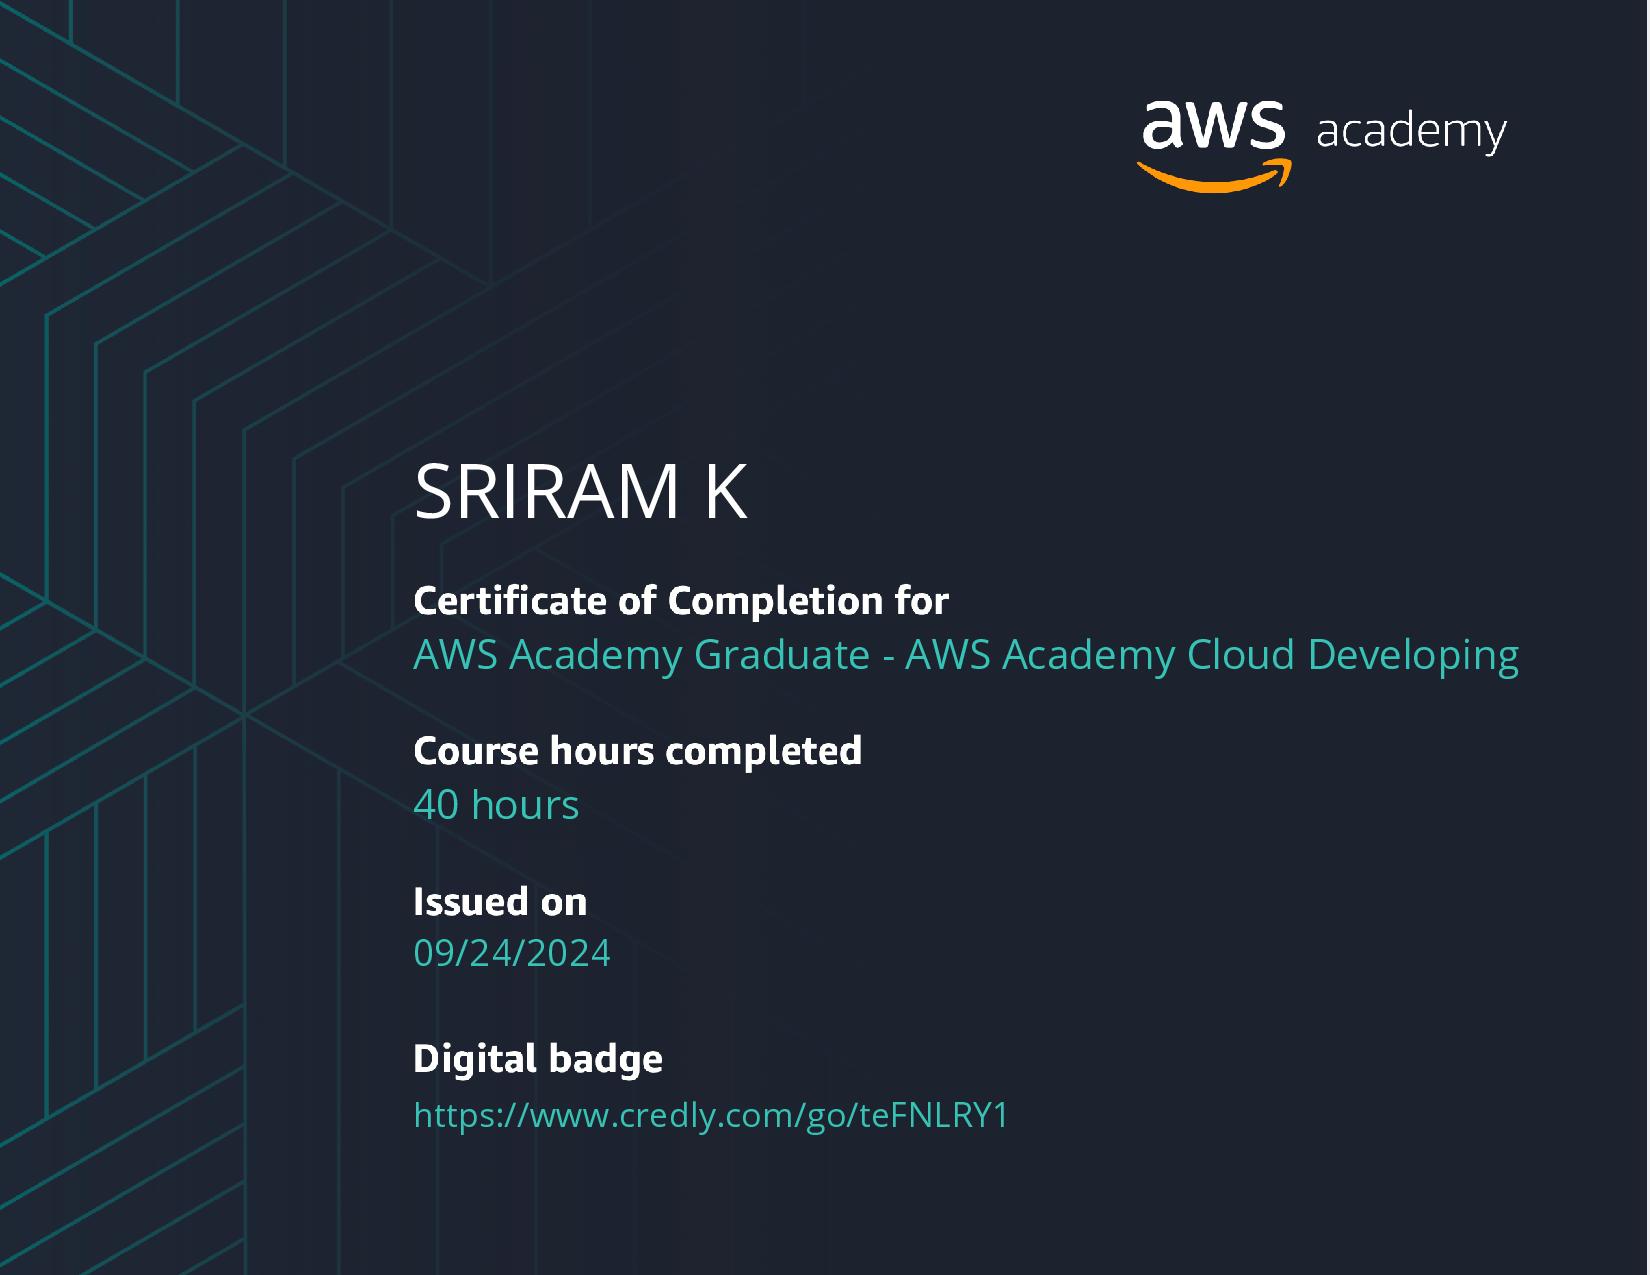 aws academy
SRIRAM K
Certificate of Completion for
AWS Academy Graduate - AWS Academy Cloud Developing
Course hours completed
40 hours
Issued on
09/24/2024
Digital badge
https://www.credly.com/go/teFNLRY1